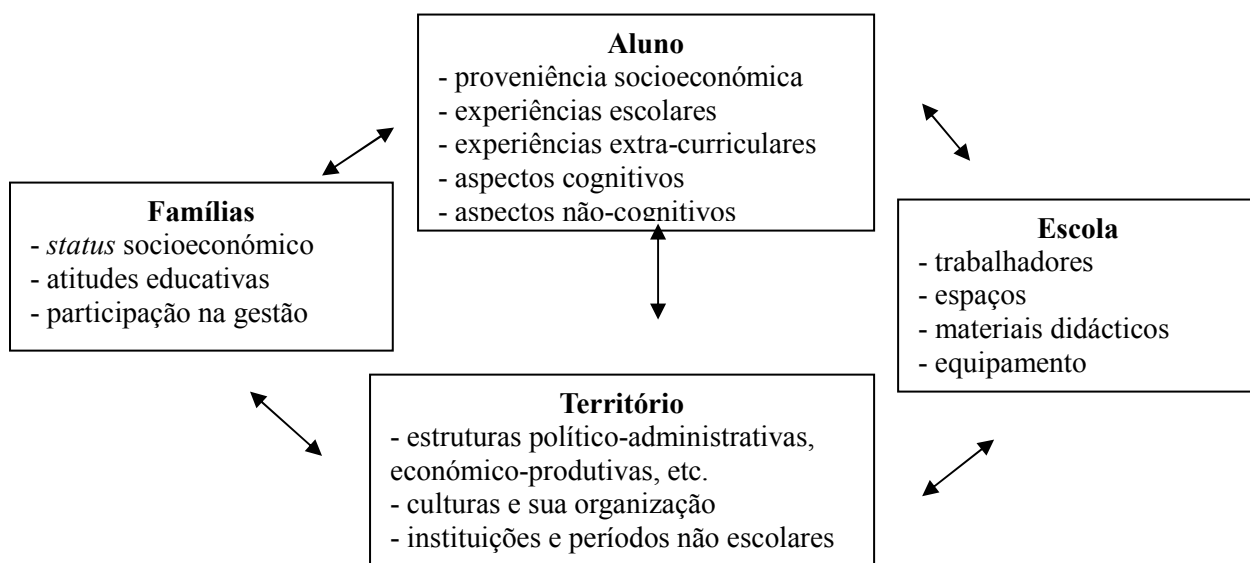 Aluno
- proveniência socioeconómica
- experiências escolares
- experiências extra-curriculares
- aspectos cognitivos
- aspectos não-cognitivos
Famílias
- status socioeconómico
- atitudes educativas
- participação na gestão
Escola
- trabalhadores
- espaços
- materiais didácticos
- equipamento
Território
- estruturas político-administrativas,
económico-produtivas, etc.
- culturas e sua organização
- instituições e períodos não escolares